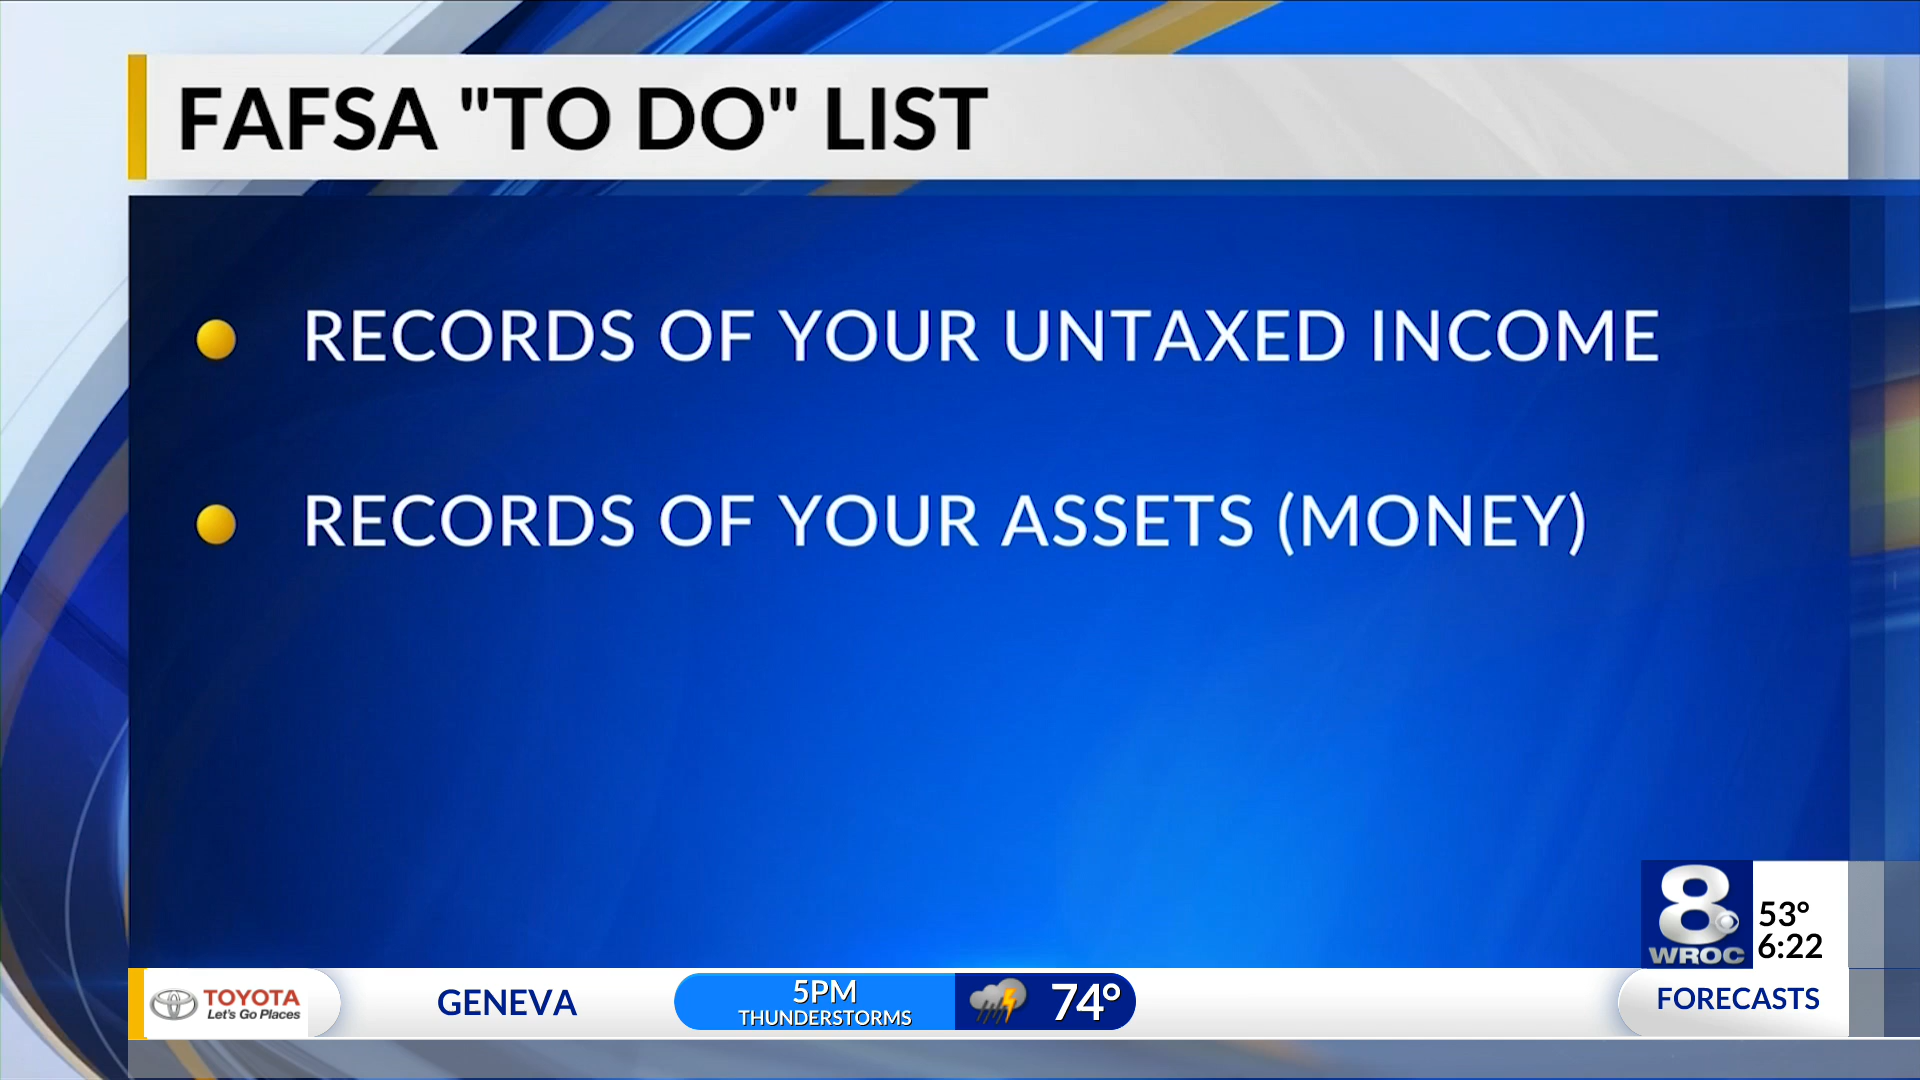 FAFSA "TO DO" LIST
RECORDS OF YOUR UNTAXED INCOME
RECORDS OF YOUR ASSETS (MONEY)
8
WROC
53°
6:22
TOYOTA
Let's Go Places
GENEVA
5PM
THUNDERSTORMS
74°
FORECASTS